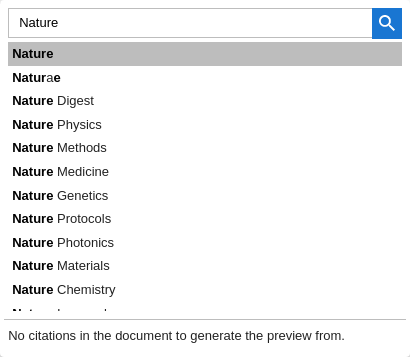 Nature
Nature
Naturae
Nature Digest
Nature Physics
Nature Methods
Nature Medicine
Nature Genetics
Nature Protocols
Nature Photonics
Nature Materials
Nature Chemistry
No citations in the document to generate the preview from.